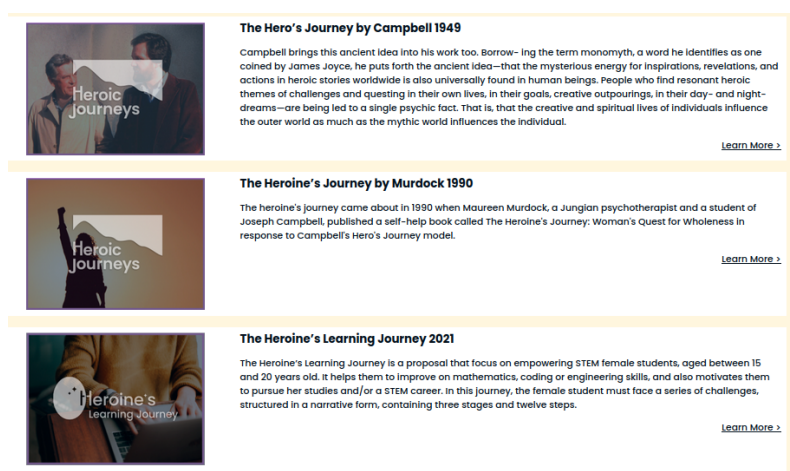 The Hero's Journey by Campbell 1949
Campbell brings this ancient idea into his work too. Borrow- ing the term monomyth, a word he identifies as one
coined by James Joyce, he puts forth the ancient idea—that the mysterious energy for inspirations, revelations, and
actions in heroic stories worldwide is also universally found in human beings. People who find resonant heroic
themes of challenges and questing in their own lives, in their goals, creative outpourings, in their day- and night-
dreams—are being led to a single psychic fact. That is, that the creative and spiritual lives of individuals influence
the outer world as much as the mythic world influences the individual.
Learn More >
Heroic
Journeys
The Heroine's Journey by Murdock 1990
The heroine's journey came about in 1990 when Maureen Murdock, a Jungian psychotherapist and a student of
Joseph Campbell, published a self-help book called The Heroine's Journey: Woman's Quest for Wholeness in
response to Campbell's Hero's Journey model.
Learn More >
Heroic
Journeys
The Heroine's Learning Journey 2021
The Heroine's Learning Journey is a proposal that focus on empowering STEM female students, aged between 15
and 20 years old. It helps them to improve on mathematics, coding or engineering skills, and also motivates them
to pursue her studies and/or a STEM career. In this journey, the female student must face a series of challenges,
structured in a narrative form, containing three stages and twelve steps.
Learn More >
Heroine's
Learning Journey